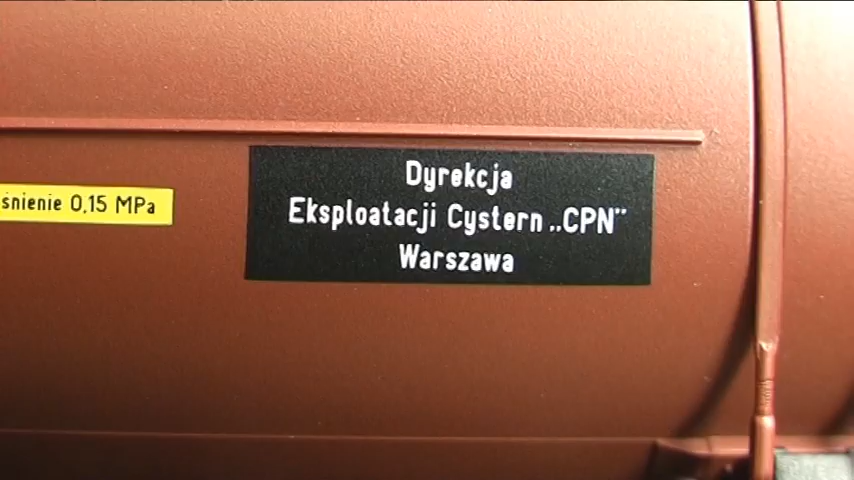 śnienie 0,15 MPa
Dyrekcja
Eksploatacji Cystern „CPN”
Warszawa